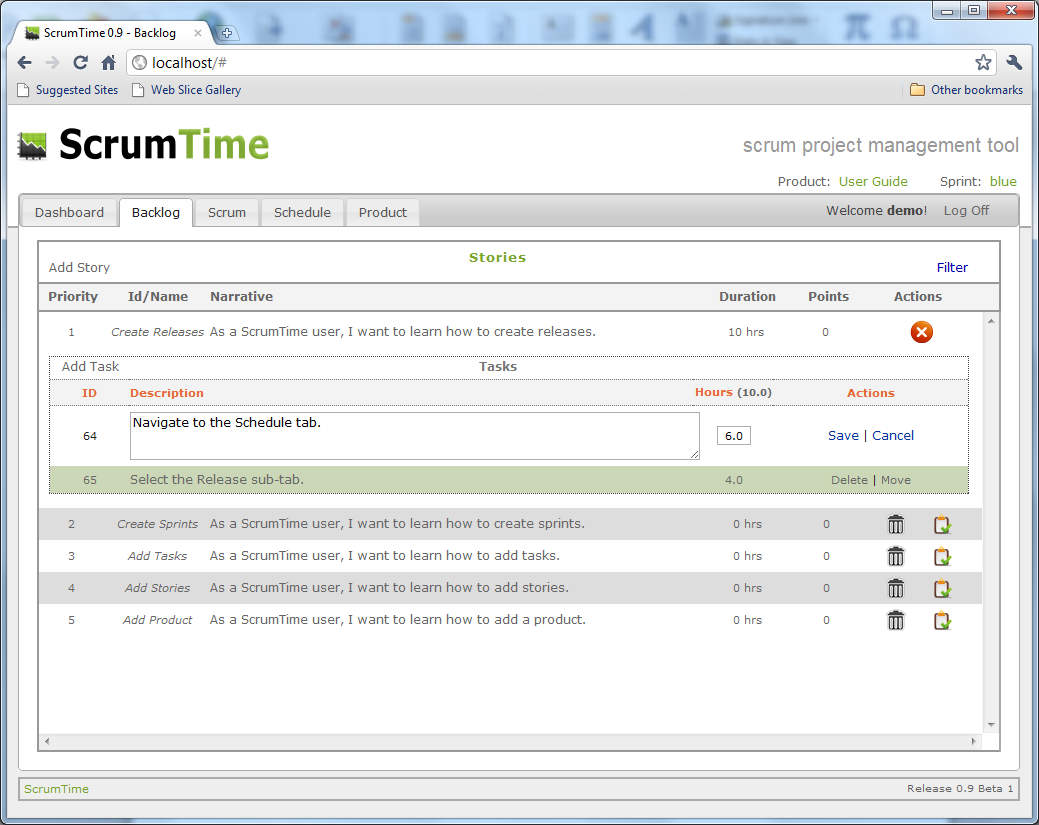 ScrumTime 0.9 - Backlog
localhost/#
Suggested Sites Web Slice Gallery Other bookmarks
ScrumTime
scrum project management tool
Product: User Guide Sprint: blue
Dashboard Backlog Scrum Schedule Product Welcome demo! Log Off
Stories
Add Story Filter
Priority Id/Name Narrative Duration Points Actions
1 Create Releases As a ScrumTime user, I want to learn how to create releases. 10 hrs 0
Add Task Tasks
ID Description Hours (10.0) Actions
64 Navigate to the Schedule tab. 6.0 Save | Cancel
65 Select the Release sub-tab. 4.0 Delete | Move
2 Create Sprints As a ScrumTime user, I want to learn how to create sprints. 0 hrs 0
3 Add Tasks As a ScrumTime user, I want to learn how to add tasks. 0 hrs 0
4 Add Stories As a ScrumTime user, I want to learn how to add stories. 0 hrs 0
5 Add Product As a ScrumTime user, I want to learn how to add a product. 0 hrs 0
ScrumTime Release 0.9 Beta 1